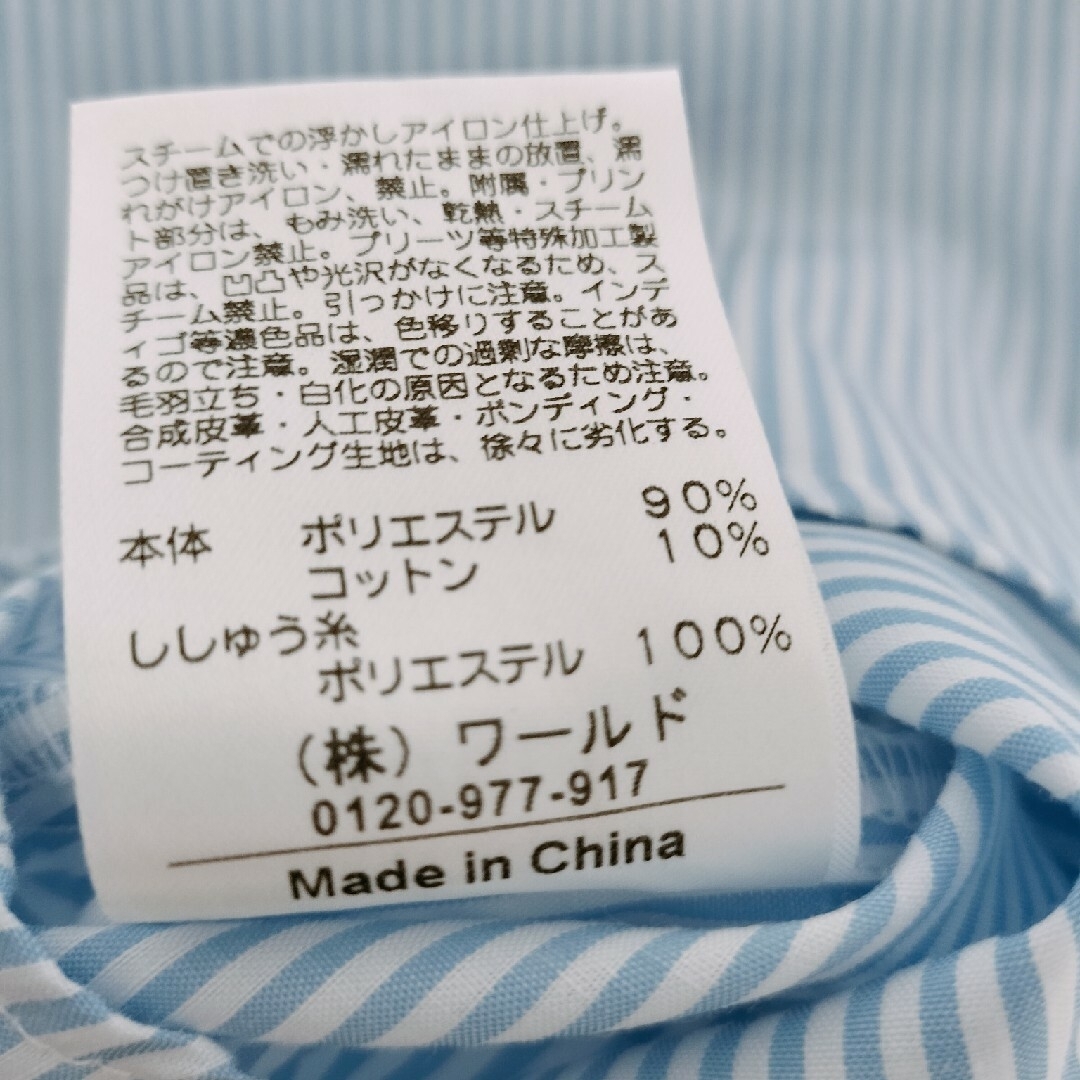 スチームでの浮かしアイロン仕上げ。
つけ置き洗い・濡れたままの放置、濡
れがけアイロン、禁止。附属・プリン
ト部分は、もみ洗い、乾熱・スチーム
アイロン禁止。プリーツ等特殊加工製
品は、凹凸や光沢がなくなるため、ス
チーム禁止。引っかけに注意。インデ
ィゴ等濃色品は、色移りすることがあ
るので注意。湿潤での過剰な摩擦は、
毛羽立ち・白化の原因となるため注意。
合成皮革・人工皮革・ボンディング・
コーティング生地は、徐々に劣化する。
本体 ポリエステル 90%
コットン 10%
ししゅう糸
ポリエステル 100%
(株) ワールド
0120-977-917
Made in China